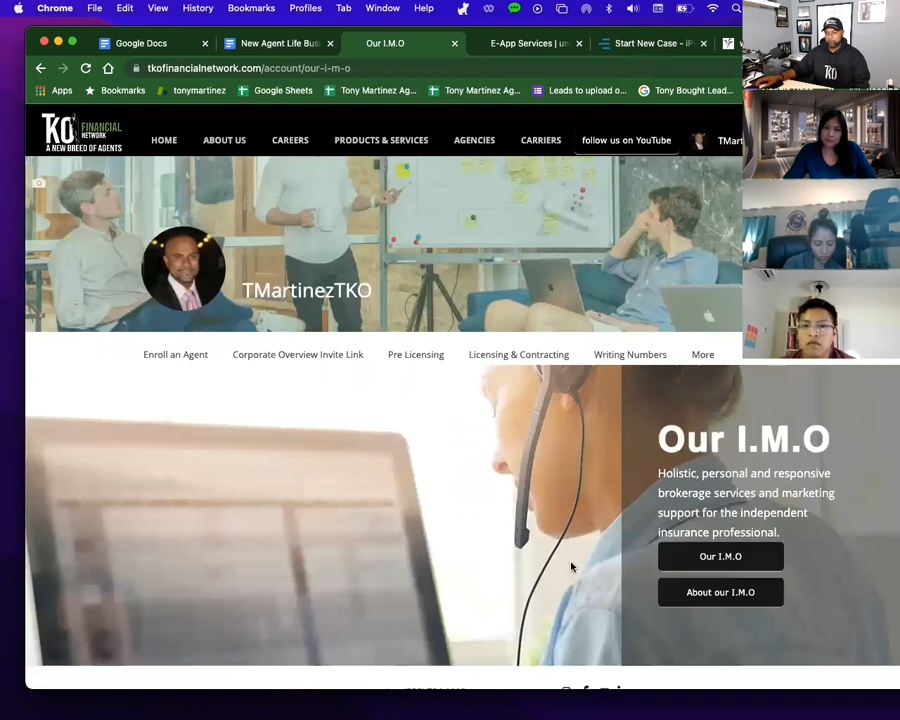 Chrome File Edit View History Bookmarks Profiles Tab Window Help
Google Docs New Agent Life Bus Our I.M.O E-App Services | Start New Case - iP
tkofinancialnetwork.com/account/our-i-m-o
Apps Bookmarks tonymartinez Google Sheets Tony Martinez Ag... Tony Martinez Ag... Leads to upload o... Tony Bought Lead...
TKO FINANCIAL NETWORK
A NEW BREED OF AGENTS
HOME ABOUT US CAREERS PRODUCTS & SERVICES AGENCIES CARRIERS follow us on YouTube TMart
TKO
TMartinezTKO
Enroll an Agent Corporate Overview Invite Link Pre Licensing Licensing & Contracting Writing Numbers More
Our I.M.O
Holistic, personal and responsive
brokerage services and marketing
support for the independent
insurance professional.
Our I.M.O
About our I.M.O